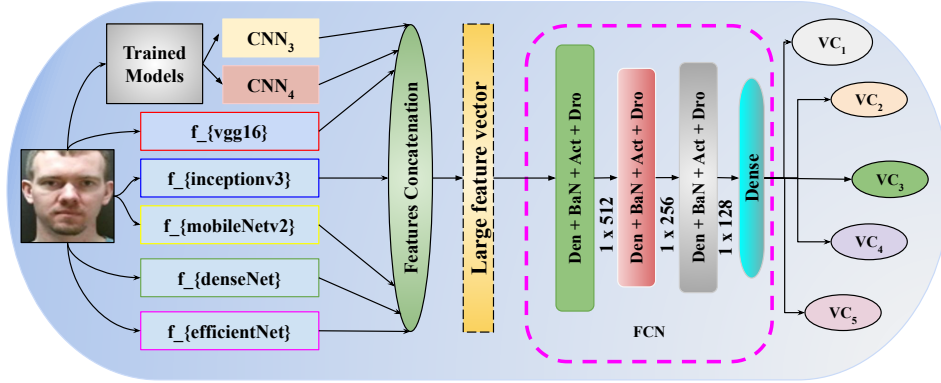 Trained
Models
CNN₃
CNN₄
f_{vgg16}
f_{inceptionv3}
f_{mobileNetv2}
f_{denseNet}
f_{efficientNet}
Features Concatenation
Large feature vector
Den + BaN + Act + Dro
1 x 512
Den + BaN + Act + Dro
1 x 256
Den + BaN + Act + Dro
1 x 128
Dense
FCN
VC₁
VC₂
VC₃
VC₄
VC₅